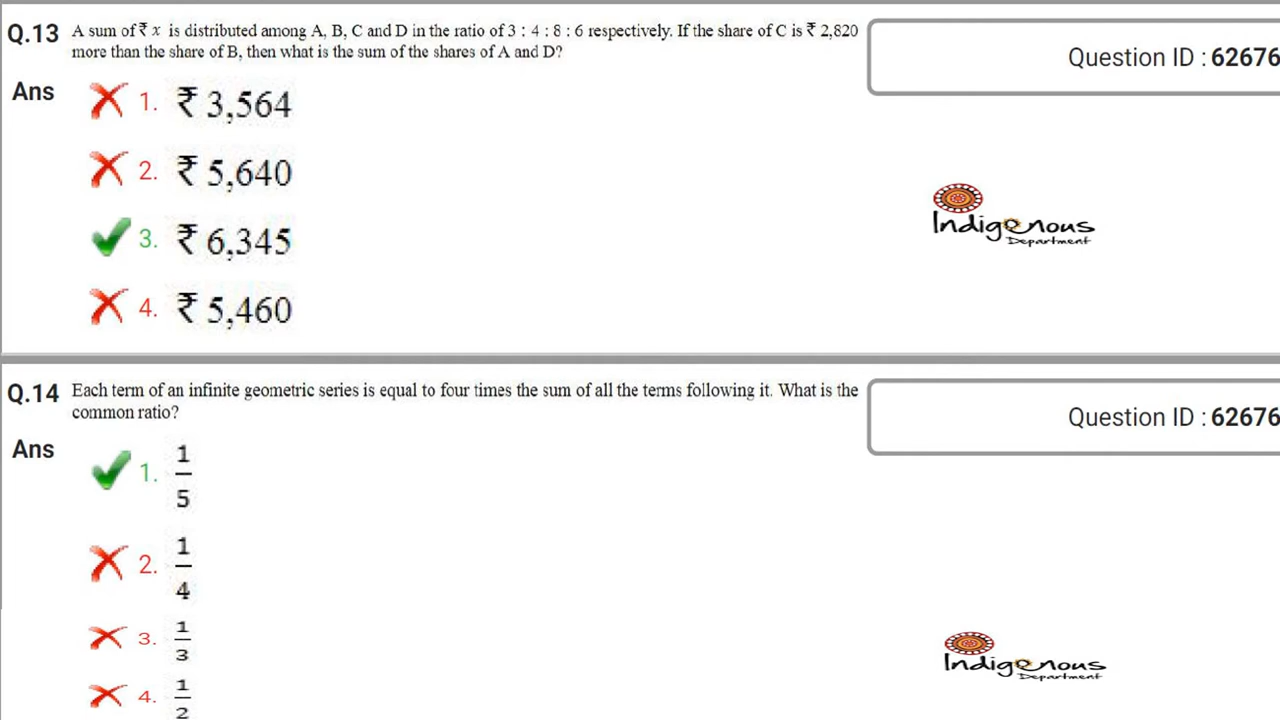 Q.13 A sum of ₹ x is distributed among A, B, C and D in the ratio of 3 : 4 : 8 : 6 respectively. If the share of C is ₹ 2,820
more than the share of B, then what is the sum of the shares of A and D?
Question ID : 62676
Ans
1. ₹ 3,564
2. ₹ 5,640
3. ₹ 6,345
4. ₹ 5,460
Indigenous
Department
Q.14 Each term of an infinite geometric series is equal to four times the sum of all the terms following it. What is the
common ratio?
Question ID : 62676
Ans
1. 1/5
2. 1/4
3. 1/3
4. 1/2
Indigenous
Department